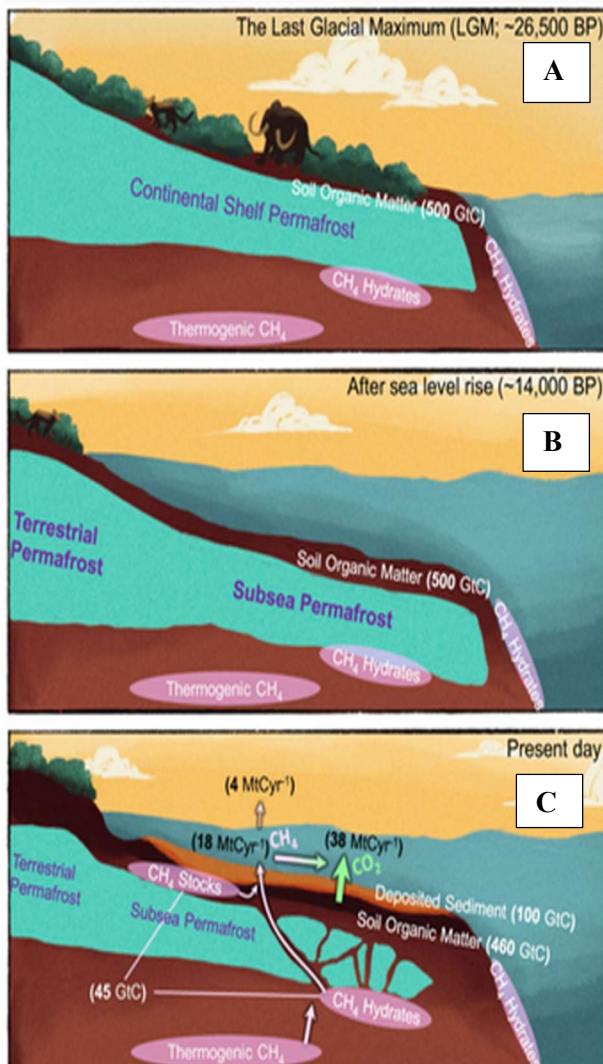 The Last Glacial Maximum (LGM; ~26,500 BP)
A
Soil Organic Matter (500 GtC)
Continental Shelf Permafrost
CH₄ Hydrates
CH₄ Hydrates
Thermogenic CH₄
After sea level rise (~14,000 BP)
B
Terrestrial
Permafrost
Soil Organic Matter (500 GtC)
Subsea Permafrost
CH₄ Hydrates
CH₄ Hydrates
Thermogenic CH₄
Present day
C
(4 MtCyr⁻¹)
(18 MtCyr⁻¹) CH₄ (38 MtCyr⁻¹)
CO₂
Terrestrial
Permafrost
CH₄ Stocks
Deposited Sediment (100 GtC)
Subsea Permafrost
Soil Organic Matter (460 GtC)
(45 GtC)
CH₄ Hydrates
CH₄ Hydrates
Thermogenic CH₄